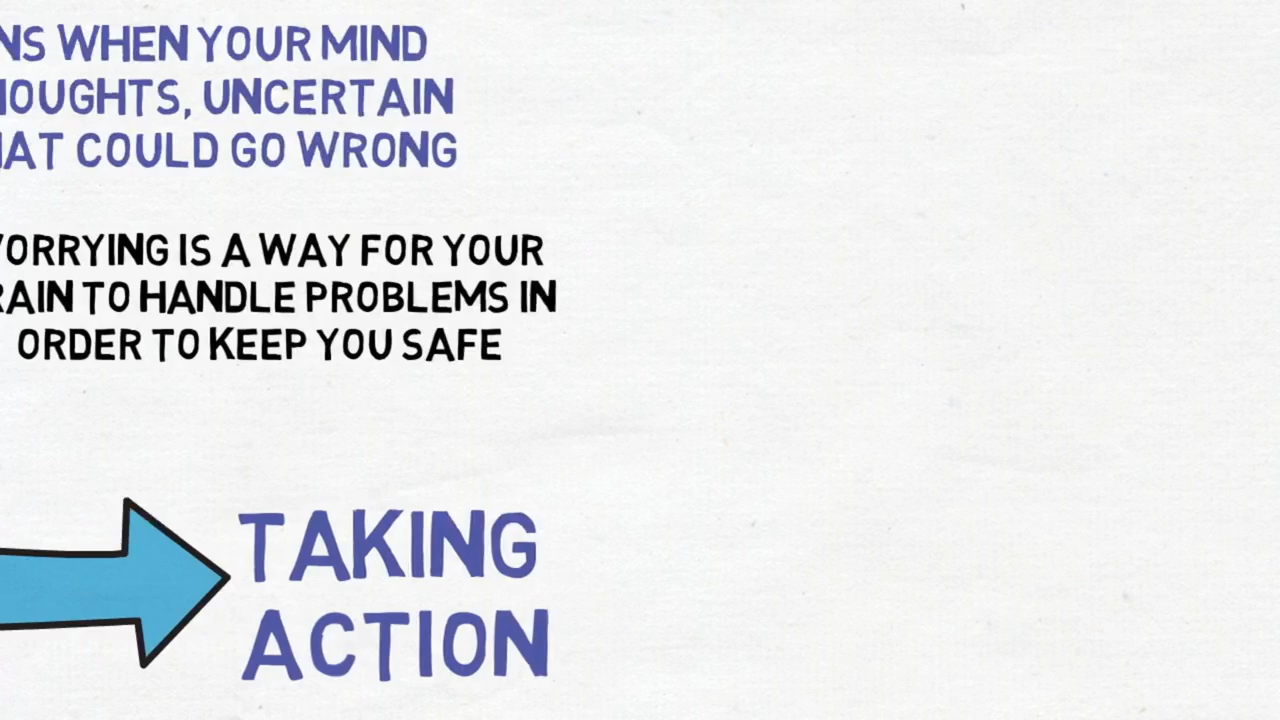 WHEN YOUR MIND
UNCERTAIN
COULD GO WRONG
IS A WAY FOR YOUR
TO HANDLE PROBLEMS IN
ORDER TO KEEP YOU SAFE
TAKING
ACTION